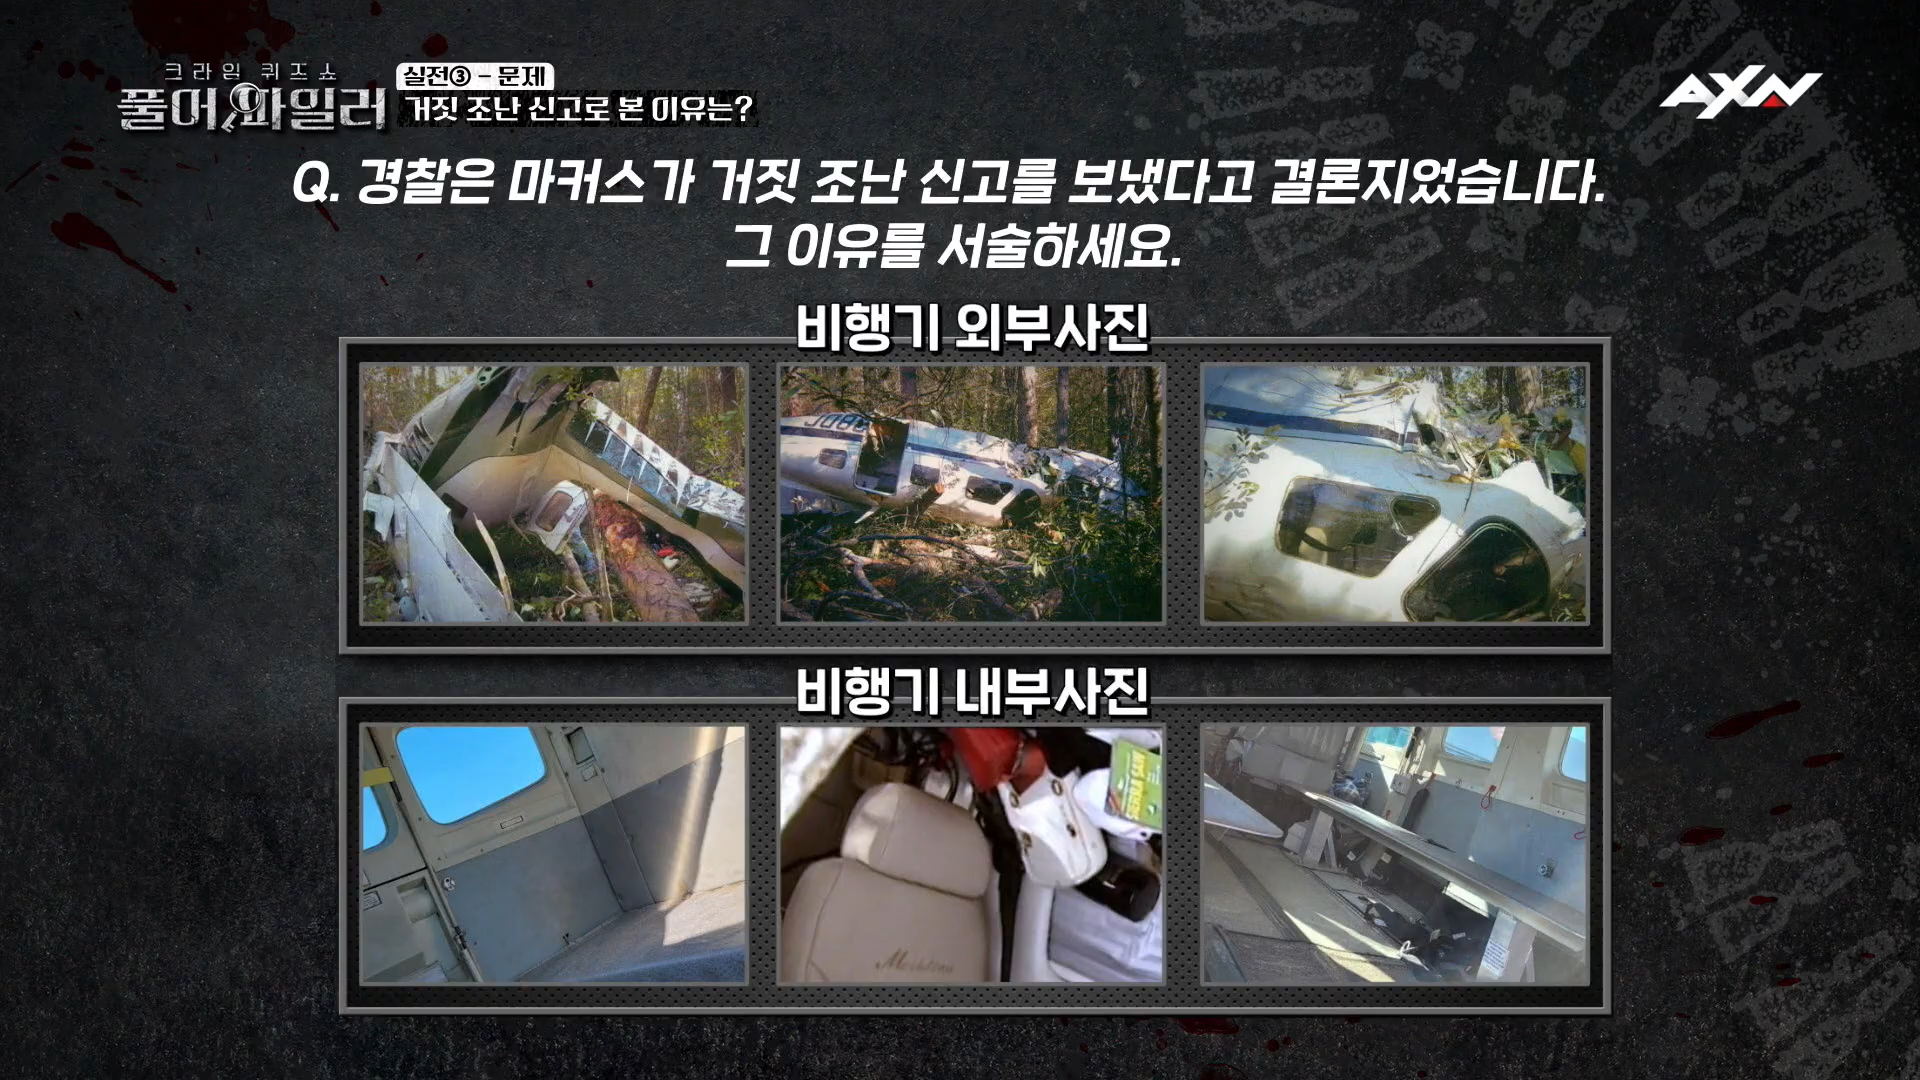 크라임 퀴즈쇼
풀어파일러
실전③ - 문제
거짓 조난 신고로 본 이유는?
AXN
Q. 경찰은 마커스가 거짓 조난 신고를 보냈다고 결론지었습니다.
그 이유를 서술하세요.
비행기 외부사진
비행기 내부사진